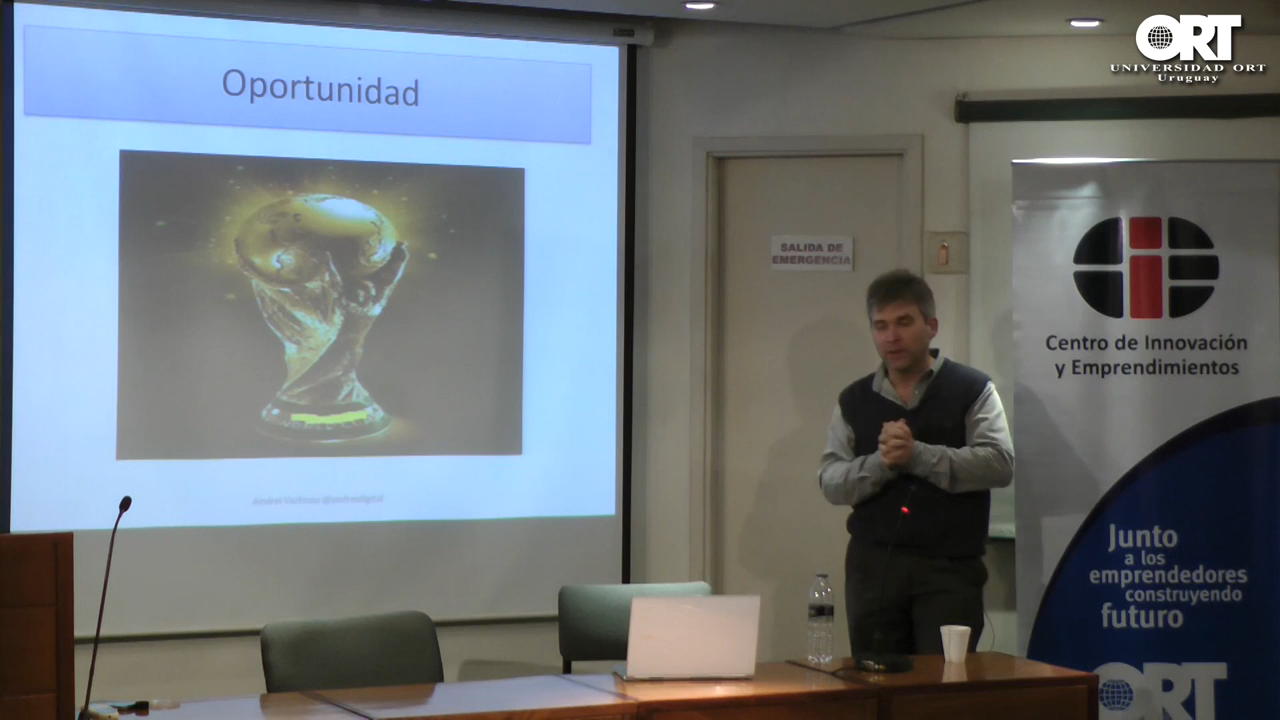 Oportunidad
SALIDA DE
EMERGENCIA
ORT
UNIVERSIDAD ORT
Uruguay
Centro de Innovación
y Emprendimientos
Junto
a los
emprendedores
construyendo
futuro
ORT